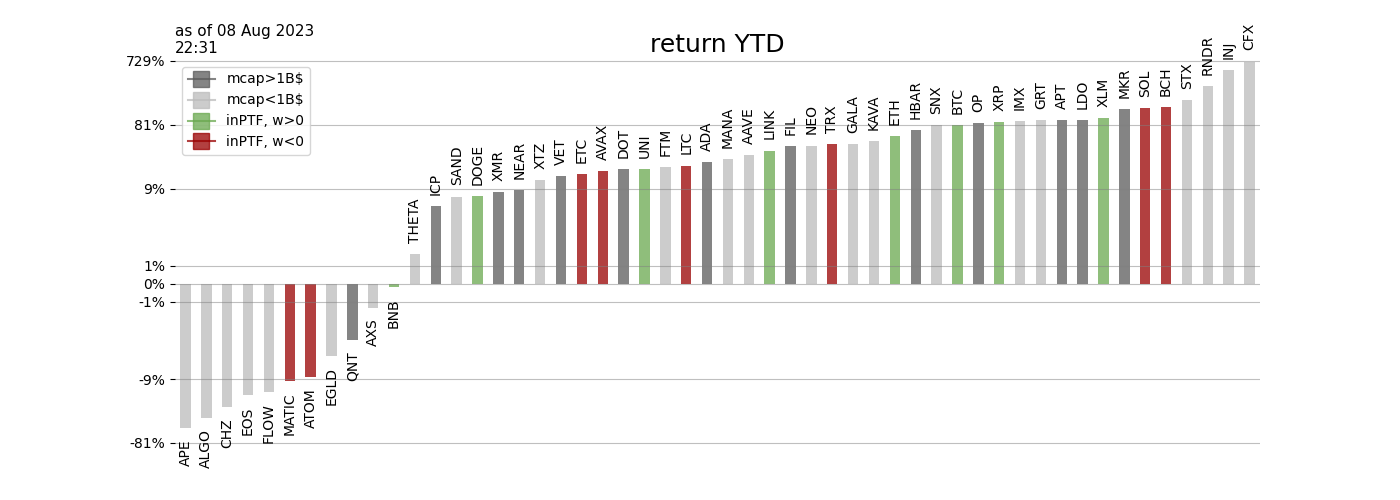 as of 08 Aug 2023
22:31
return YTD
729%
81%
9%
1%
0%
-1%
-9%
-81%
mcap>1B$
mcap<1B$
inPTF, w>0
inPTF, w<0
APE
ALGO
CHZ
EOS
FLOW
MATIC
ATOM
EGLD
QNT
AXS
BNB
THETA
ICP
SAND
DOGE
XMR
NEAR
XTZ
VET
ETC
AVAX
DOT
UNI
FTM
LTC
ADA
MANA
AAVE
LINK
FIL
NEO
TRX
GALA
KAVA
ETH
HBAR
SNX
BTC
OP
XRP
IMX
GRT
APT
LDO
XLM
MKR
SOL
BCH
STX
RNDR
INJ
CFX